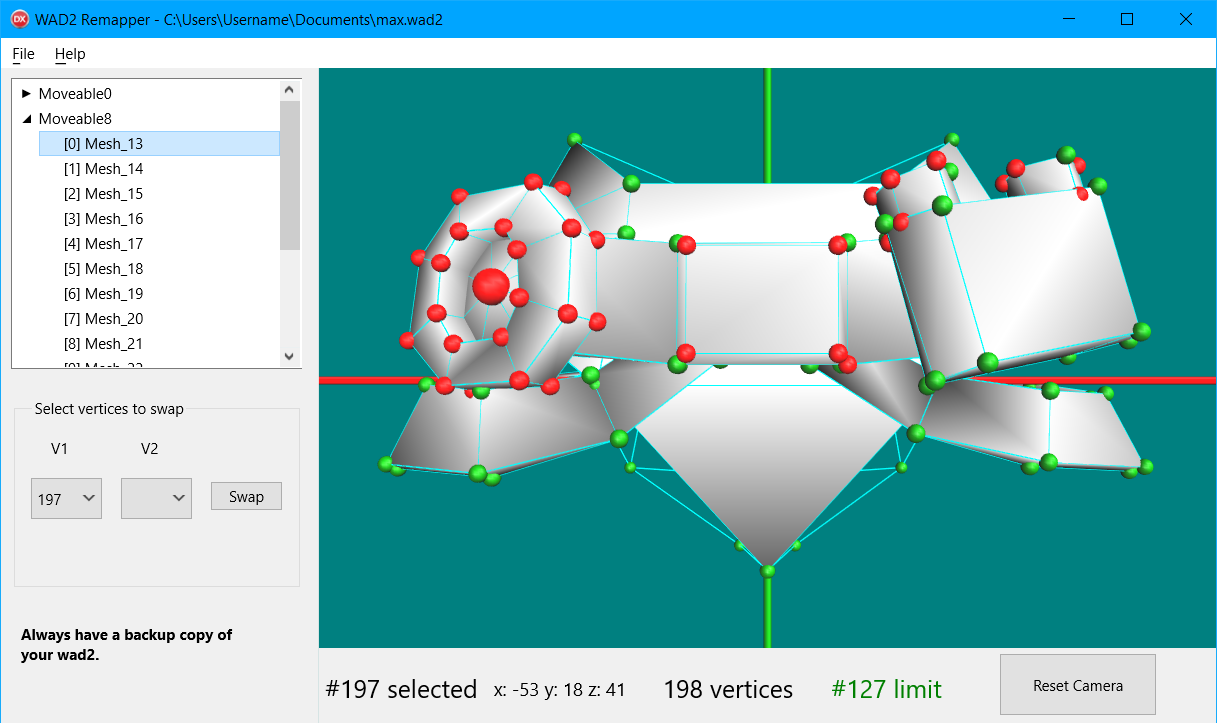 WAD2 Remapper - C:\Users\Username\Documents\max.wad2
File Help
Moveable0
Moveable8
[0] Mesh_13
[1] Mesh_14
[2] Mesh_15
[3] Mesh_16
[4] Mesh_17
[5] Mesh_18
[6] Mesh_19
[7] Mesh_20
[8] Mesh_21
Select vertices to swap
V1 V2
197 Swap
Always have a backup copy of
your wad2.
#197 selected x: -53 y: 18 z: 41 198 vertices #127 limit Reset Camera